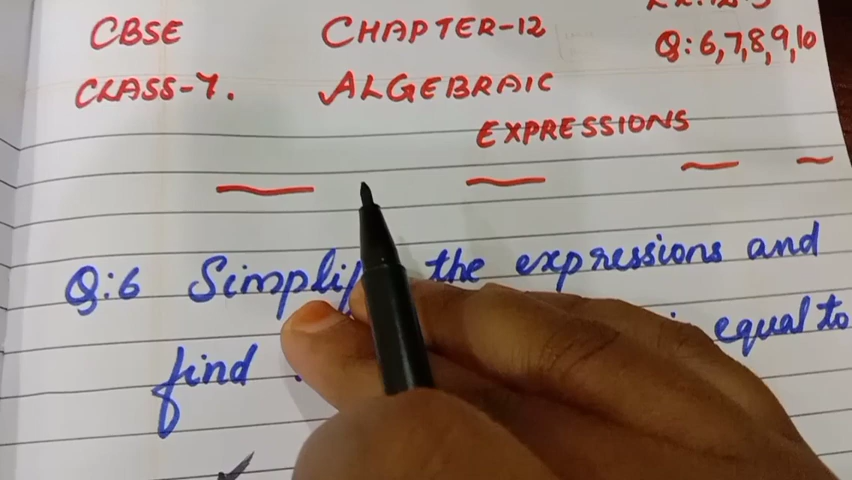 CBSE CHAPTER-12
Q: 6,7,8,9,10
CLASS-7. ALGEBRAIC
EXPRESSIONS
Q:6 Simplify the expressions and
find equal to